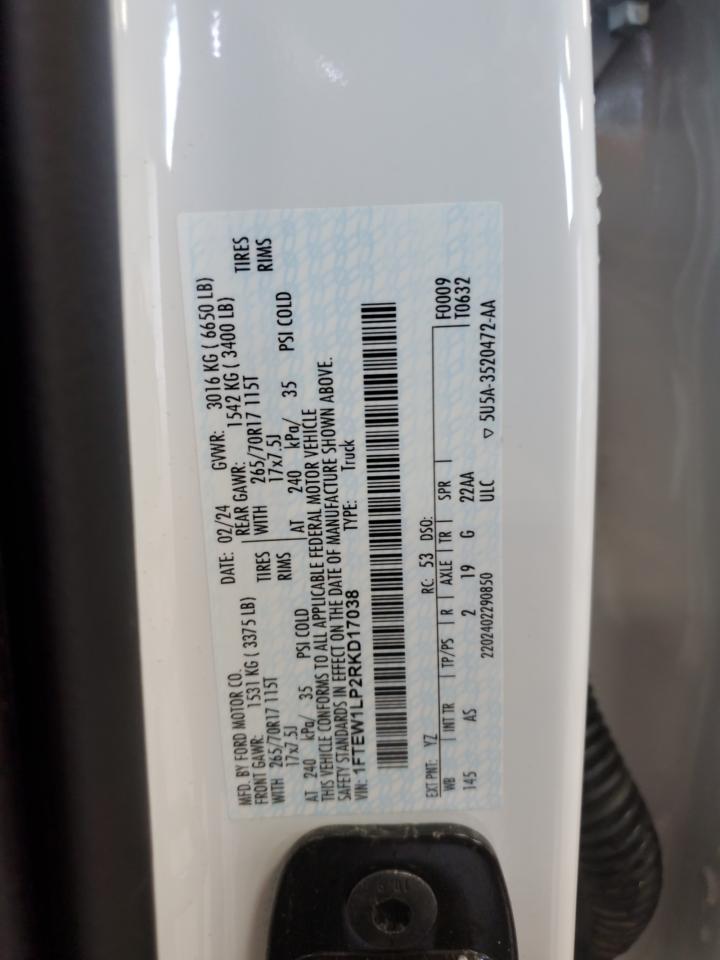 MFD. BY FORD MOTOR CO.
DATE: 02/24 GVWR: 3016 KG ( 6650 LB)
FRONT GAWR: 1531 KG ( 3375 LB) REAR GAWR: 1542 KG ( 3400 LB)
WITH 265/70R17 115T TIRES WITH 265/70R17 115T TIRES
17x7.5J RIMS 17x7.5J RIMS
AT 240 kPa/ 35 PSI COLD AT 240 kPa/ 35 PSI COLD
THIS VEHICLE CONFORMS TO ALL APPLICABLE FEDERAL MOTOR VEHICLE
SAFETY STANDARDS IN EFFECT ON THE DATE OF MANUFACTURE SHOWN ABOVE.
VIN: 1FTEW1LP2RKD17038 TYPE: Truck
EXT PNT: YZ RC: 53 DSO: F0009
WB INT TR TP/PS R AXLE TR SPR T0632
145 AS 2 19 G 22AA
2202402290850 ULC ▽ 5U5A-3520472-AA